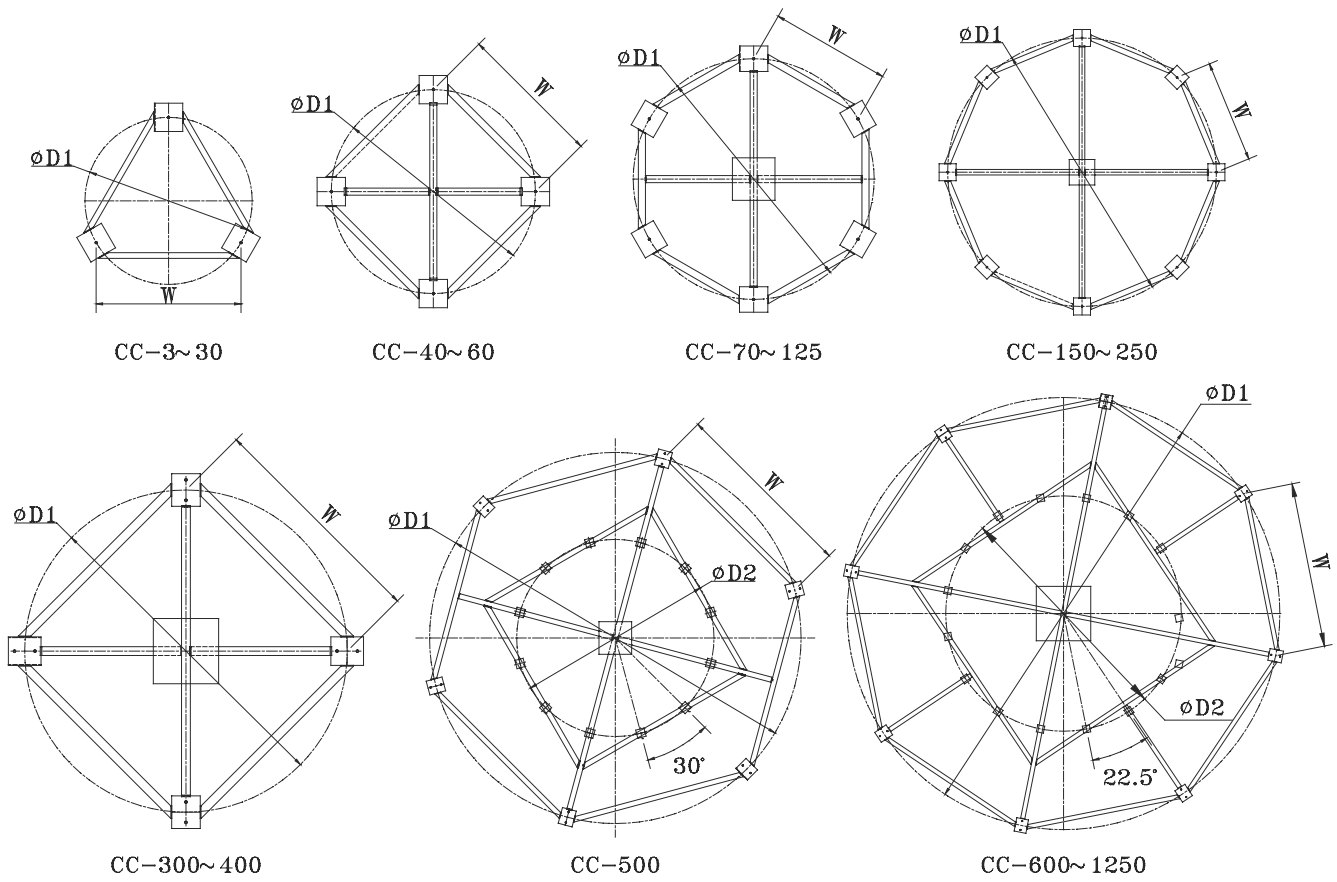 ØD1
W
CC-3~30
ØD1
W
CC-40~60
ØD1
W
CC-70~125
ØD1
W
CC-150~250
ØD1
W
CC-300~400
ØD1
W
ØD2
30°
CC-500
ØD1
W
ØD2
22.5°
CC-600~1250